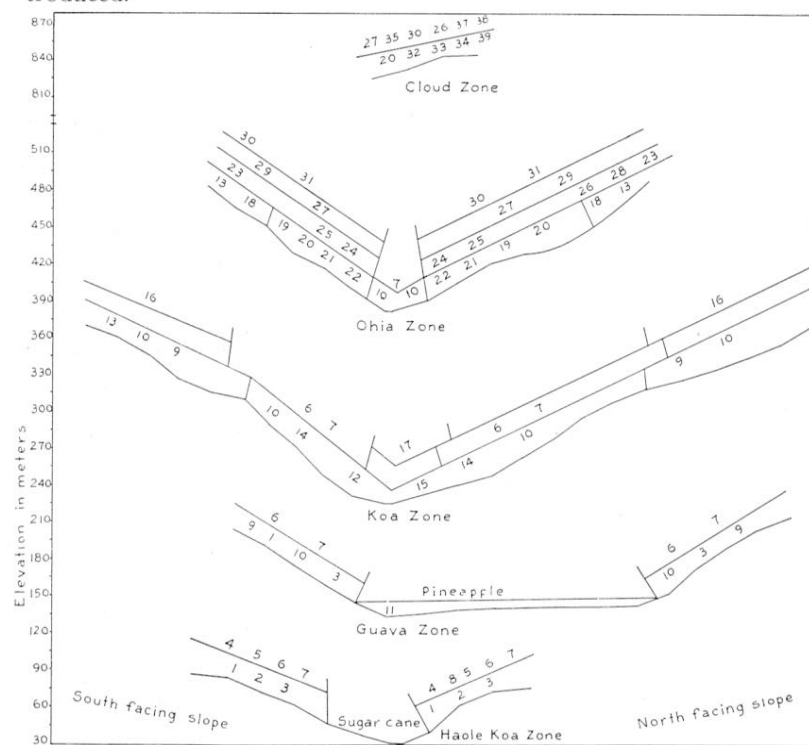 troduced.
870
840
810
510
480
450
420
390
360
330
300
270
240
210
180
150
120
90
60
30
Elevation in meters
27 35 30 26 37 38
20 32 33 34 39
Cloud Zone
30
29 31
23 27
13 18 25 24
19 20 21 22
10 7 10
31
30 29 28 23
27 26 13
24 25 20 18
22 21 19
Ohia Zone
16
13 10 9
6 7
10 14
12
17
15 14 10
6 7
9 10
16
Koa Zone
6
9 1 7
10 3
Pineapple
11
6 7
10 3 9
Guava Zone
4 5 6 7
1 2 3
Sugar cane
4 8 5 6 7
1 2 3
Haole Koa Zone
South facing slope
North facing slope